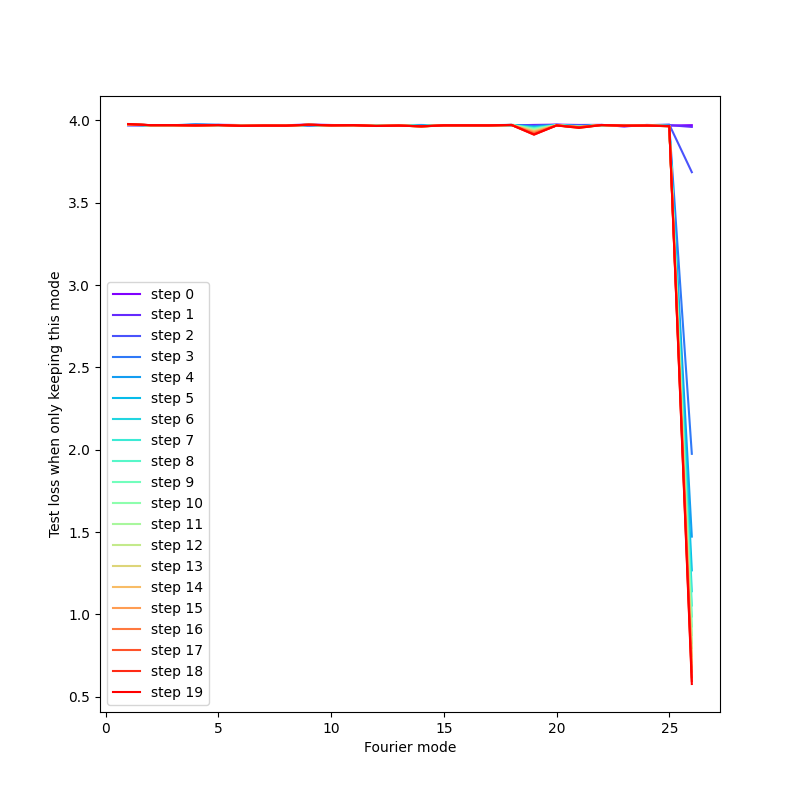 4.0
3.5
3.0
2.5
2.0
1.5
1.0
0.5
Test loss when only keeping this mode
step 0
step 1
step 2
step 3
step 4
step 5
step 6
step 7
step 8
step 9
step 10
step 11
step 12
step 13
step 14
step 15
step 16
step 17
step 18
step 19
0 5 10 15 20 25
Fourier mode